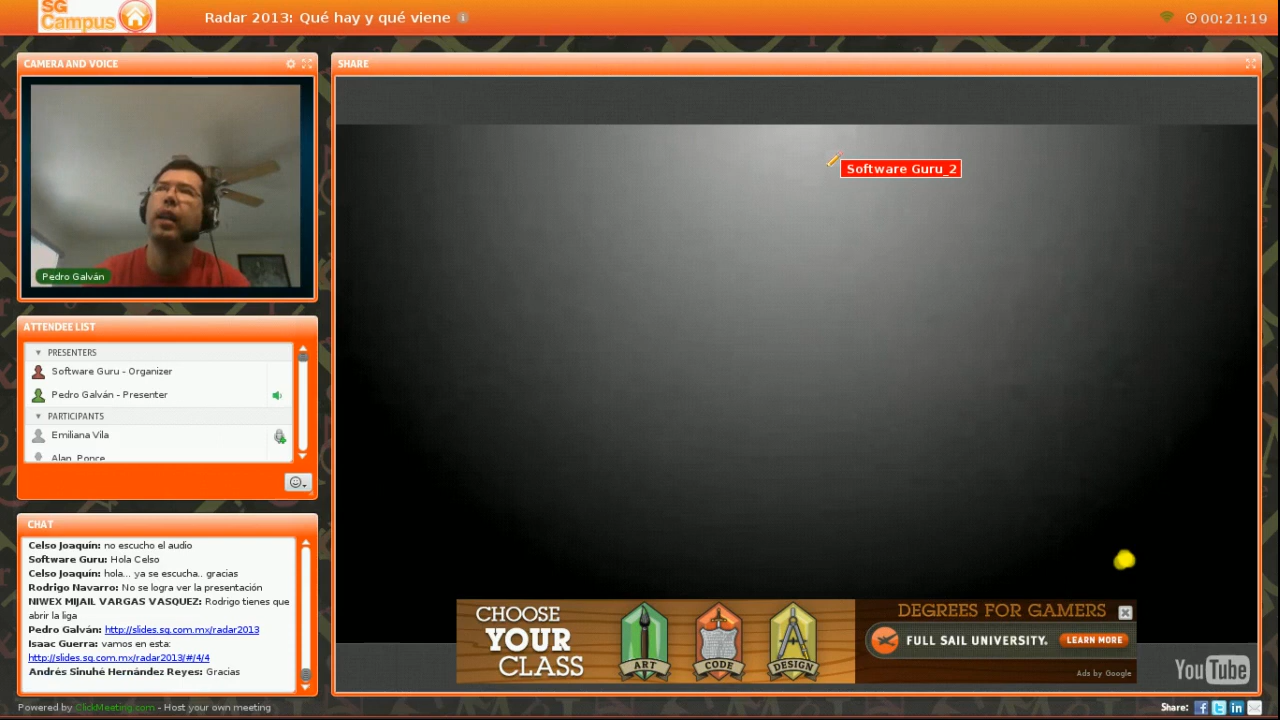 SG
Campus
Radar 2013: Qué hay y qué viene
00:21:19
CAMERA AND VOICE
Pedro Galván
ATTENDEE LIST
PRESENTERS
Software Guru - Organizer
Pedro Galván - Presenter
PARTICIPANTS
Emiliana Vila
Alan Ponce
CHAT
Celso Joaquín: no escucho el audio
Software Guru: Hola Celso
Celso Joaquín: hola... ya se escucha.. gracias
Rodrigo Navarro: No se logra ver la presentación
NIWEX MIJAIL VARGAS VASQUEZ: Rodrigo tienes que
abrir la liga
Pedro Galván: http://slides.sg.com.mx/radar2013
Isaac Guerra: vamos en esta:
http://slides.sg.com.mx/radar2013/#/4/4
Andrés Sinuhé Hernández Reyes: Gracias
Powered by ClickMeeting.com - Host your own meeting
SHARE
Software Guru_2
CHOOSE
YOUR
CLASS
ART
CODE
DESIGN
DEGREES FOR GAMERS
FULL SAIL UNIVERSITY.
LEARN MORE
Ads by Google
YouTube
Share: